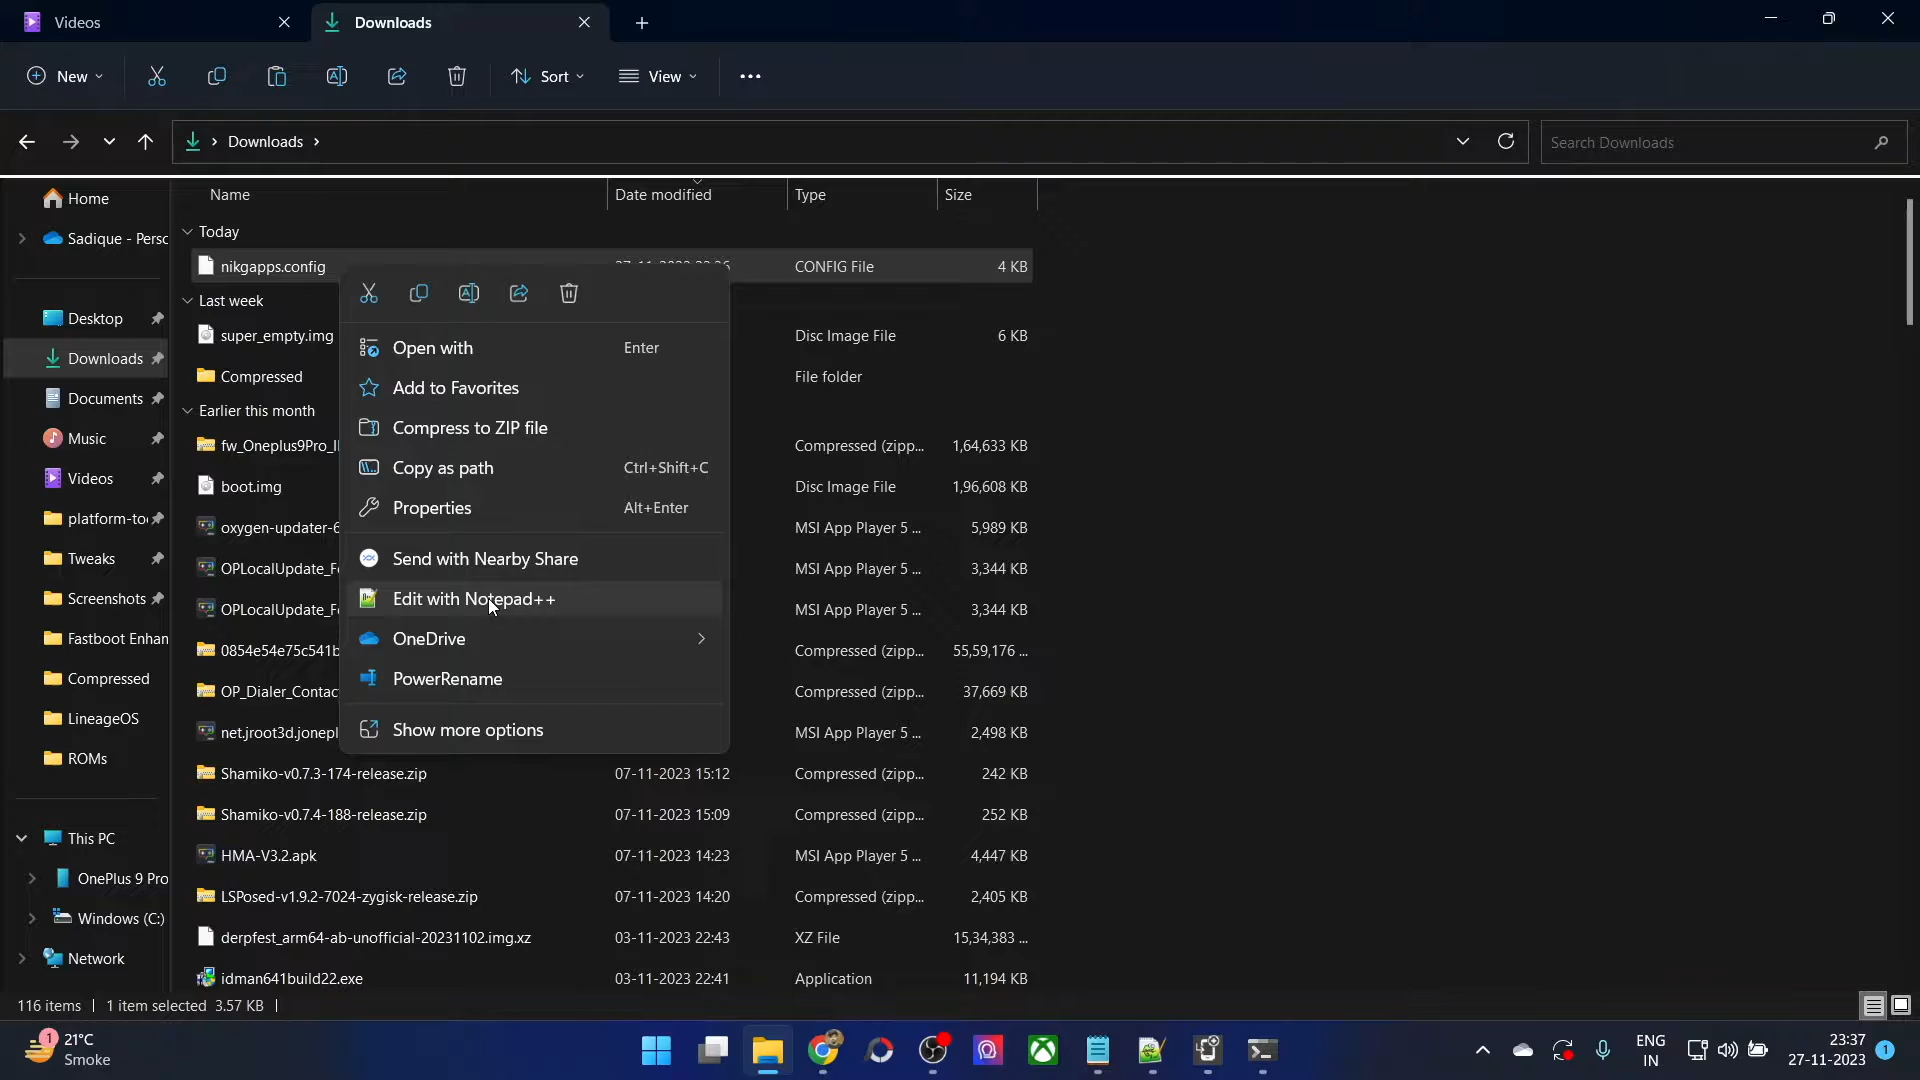 Videos
Downloads
New
Sort
View
Downloads
Search Downloads
Name
Date modified
Type
Size
Home
Sadique - Persc
Desktop
Downloads
Documents
Music
Videos
platform-too
Tweaks
Screenshots
Fastboot Enhan
Compressed
LineageOS
ROMs
This PC
OnePlus 9 Pro
Windows (C:)
Network
Today
nikgapps.config
CONFIG File
4 KB
Last week
super_empty.img
Disc Image File
6 KB
Compressed
File folder
Earlier this month
fw_Oneplus9Pro_I
Compressed (zipp...
1,64,633 KB
boot.img
Disc Image File
1,96,608 KB
oxygen-updater-6
MSI App Player 5 ...
5,989 KB
OPLocalUpdate_F
MSI App Player 5 ...
3,344 KB
OPLocalUpdate_F
MSI App Player 5 ...
3,344 KB
0854e54e75c541b
Compressed (zipp...
55,59,176 ...
OP_Dialer_Contac
Compressed (zipp...
37,669 KB
net.jroot3d.jonepl
MSI App Player 5 ...
2,498 KB
Shamiko-v0.7.3-174-release.zip
07-11-2023 15:12
Compressed (zipp...
242 KB
Shamiko-v0.7.4-188-release.zip
07-11-2023 15:09
Compressed (zipp...
252 KB
HMA-V3.2.apk
07-11-2023 14:23
MSI App Player 5 ...
4,447 KB
LSPosed-v1.9.2-7024-zygisk-release.zip
07-11-2023 14:20
Compressed (zipp...
2,405 KB
derpfest_arm64-ab-unofficial-20231102.img.xz
03-11-2023 22:43
XZ File
15,34,383 ...
idman641build22.exe
03-11-2023 22:41
Application
11,194 KB
Open with
Enter
Add to Favorites
Compress to ZIP file
Copy as path
Ctrl+Shift+C
Properties
Alt+Enter
Send with Nearby Share
Edit with Notepad++
OneDrive
PowerRename
Show more options
116 items
1 item selected 3.57 KB
1
21°C
Smoke
ENG
IN
23:37
27-11-2023
1